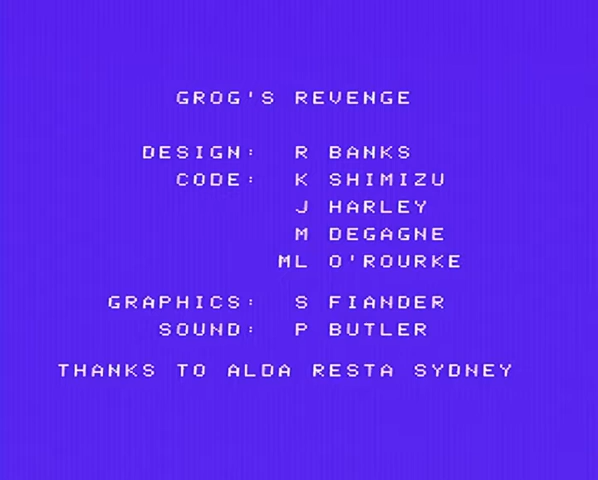 GROG'S REVENGE
DESIGN: R BANKS
CODE: K SHIMIZU
J HARLEY
M DEGAGNE
ML O'ROURKE
GRAPHICS: S FIANDER
SOUND: P BUTLER
THANKS TO ALDA RESTA SYDNEY